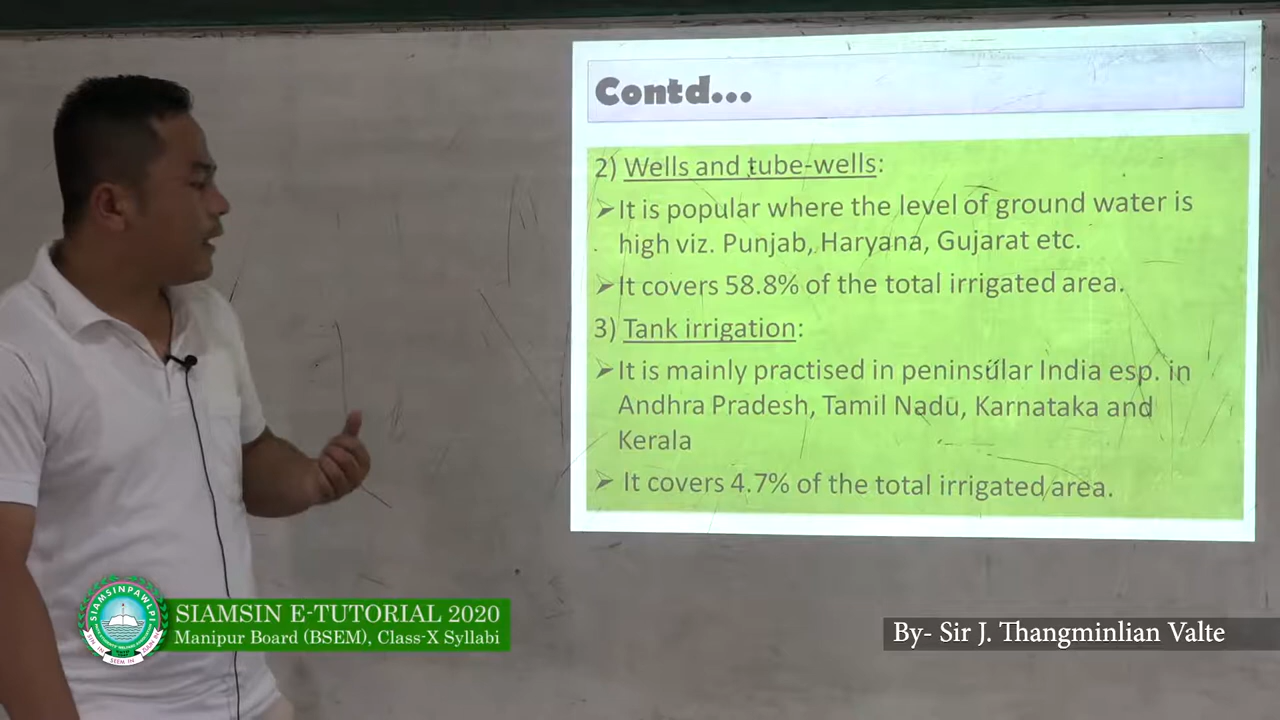 Contd...
2) Wells and tube-wells:
➢It is popular where the level of ground water is
high viz. Punjab, Haryana, Gujarat etc.
➢It covers 58.8% of the total irrigated area.
3) Tank irrigation:
➢It is mainly practised in peninsular India esp. in
Andhra Pradesh, Tamil Nadu, Karnataka and
Kerala
➢ It covers 4.7% of the total irrigated area.
SIAMSINPAWLPI
SEEM IN
SIAMSIN E-TUTORIAL 2020
Manipur Board (BSEM), Class-X Syllabi
By- Sir J. Thangminlian Valte